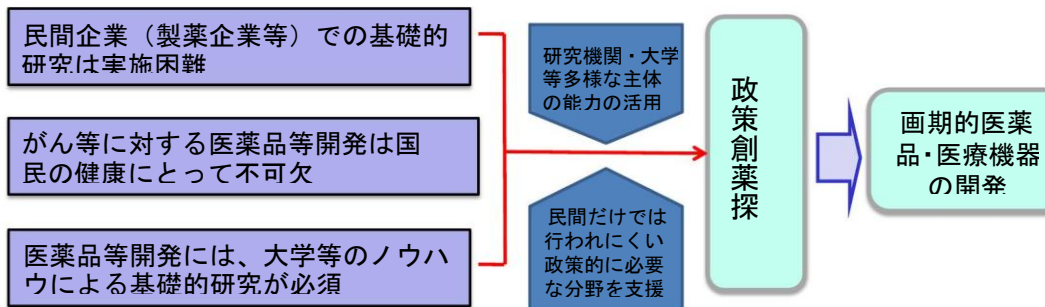 民間企業（製薬企業等）での基礎的
研究は実施困難
がん等に対する医薬品等開発は国
民の健康にとって不可欠
医薬品等開発には、大学等のノウハ
ウによる基礎的研究が必須
研究機関・大学
等多様な主体
の能力の活用
民間だけでは
行われにくい
政策的に必要
な分野を支援
政策創薬探
画期的医薬
品・医療機器
の開発